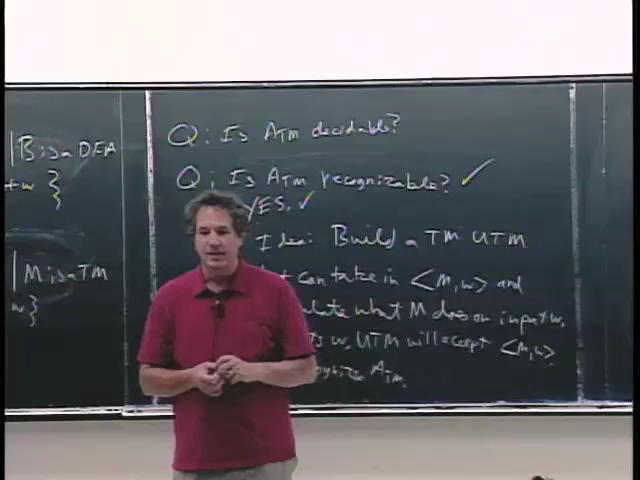 | B is a DFA
w }
| M is a TM
w }
Q: Is ATM decidable?
Q: Is ATM recognizable? ✓
YES. ✓
Idea: Build a TM UTM
can take in <M,w> and
what M does on input w.
w, UTM will accept <M,w>
ATM.